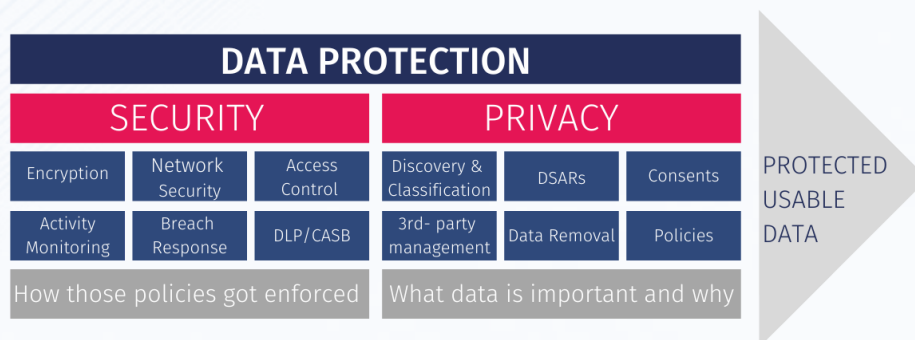 DATA PROTECTION
SECURITY
PRIVACY
Encryption
Network
Security
Access
Control
Discovery &
Classification
DSARs
Consents
Activity
Monitoring
Breach
Response
DLP/CASB
3rd- party
management
Data Removal
Policies
How those policies got enforced
What data is important and why
PROTECTED
USABLE
DATA